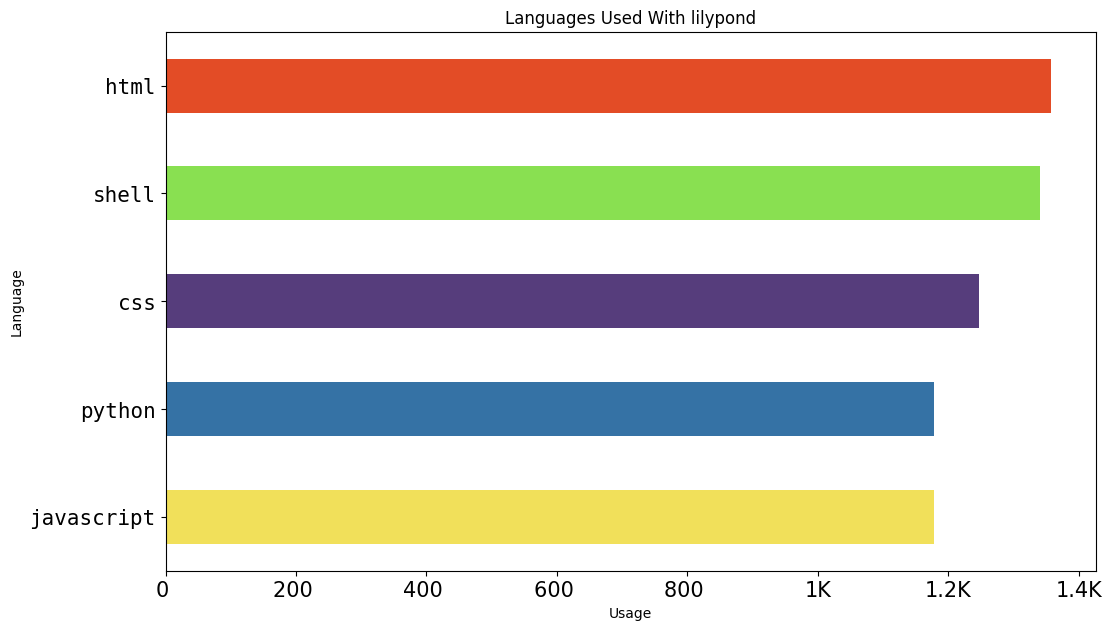 Languages Used With lilypond
html
shell
css
python
javascript
Language
0 200 400 600 800 1K 1.2K 1.4K
Usage